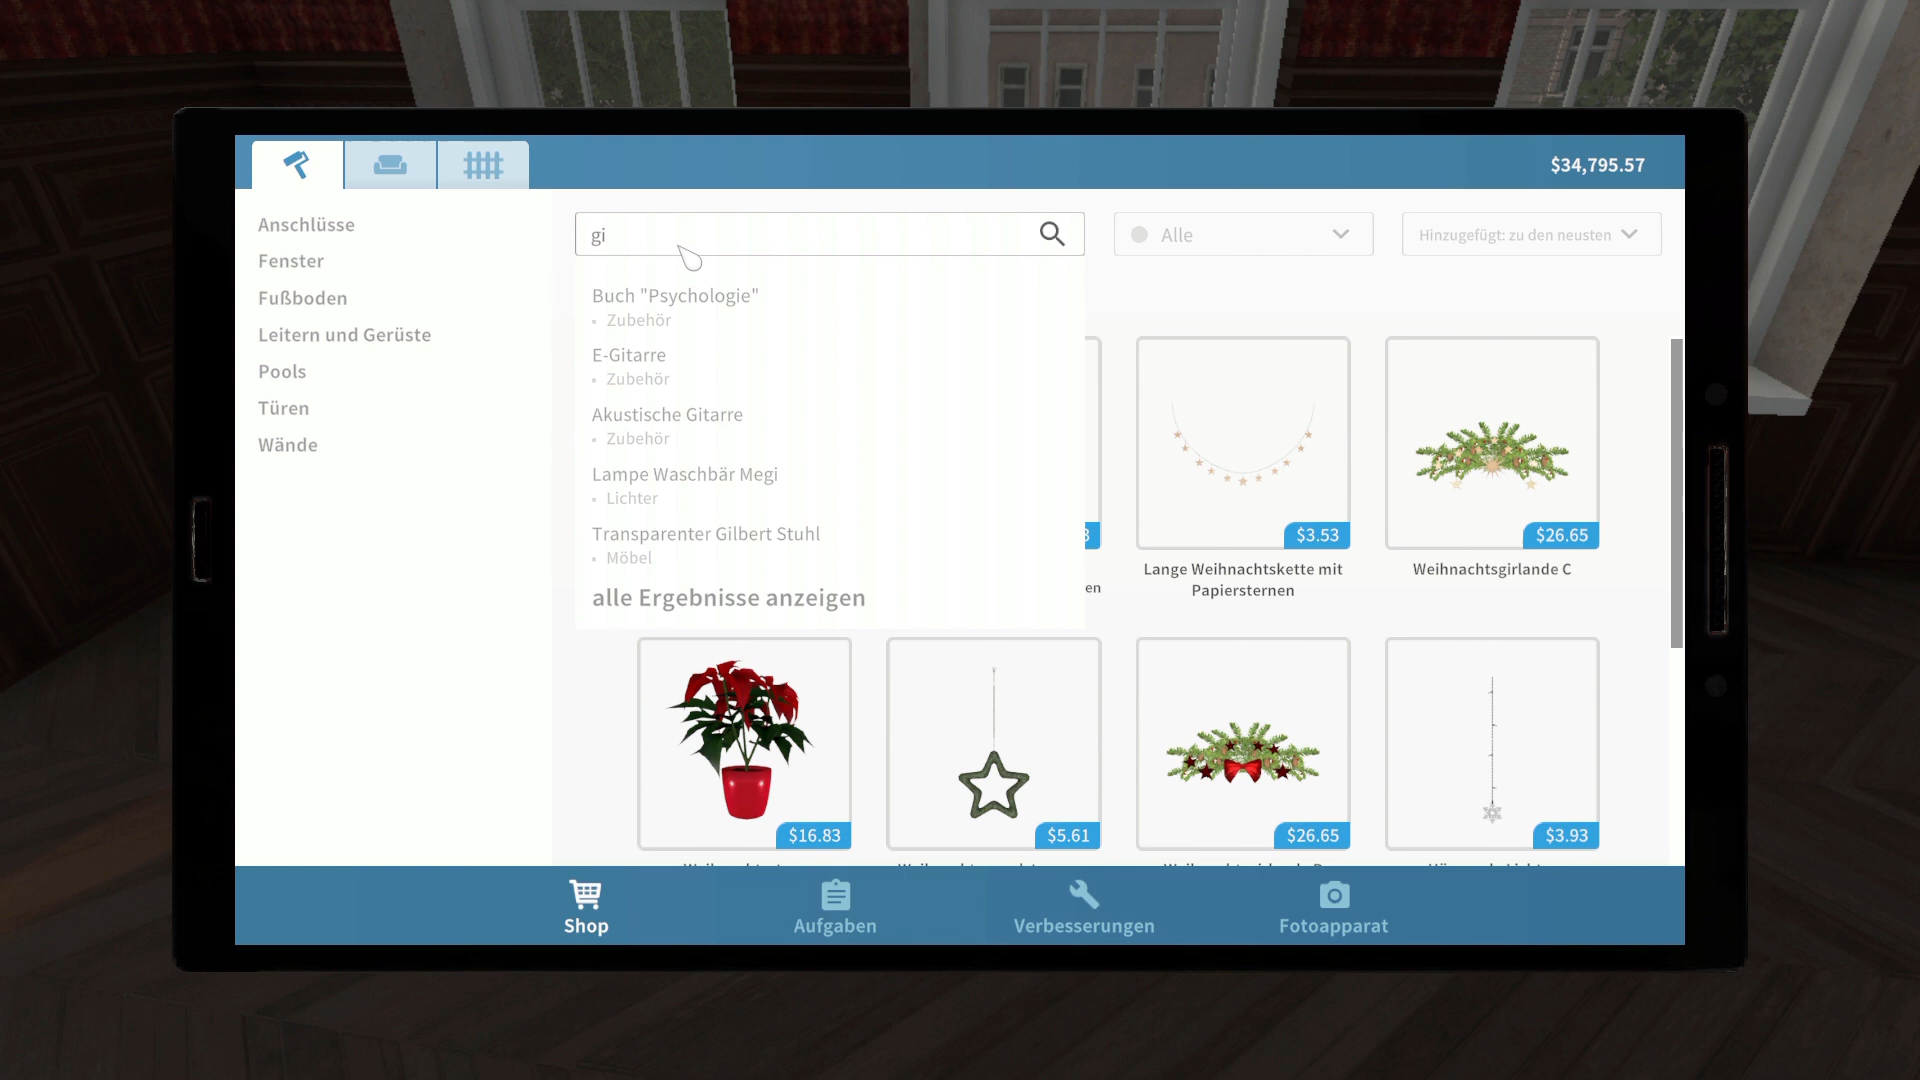 $34,795.57
Anschlüsse
Fenster
Fußboden
Leitern und Gerüste
Pools
Türen
Wände
gi
Alle
Hinzugefügt: zu den neusten
Buch "Psychologie"
• Zubehör
E-Gitarre
• Zubehör
Akustische Gitarre
• Zubehör
Lampe Waschbär Megi
• Lichter
Transparenter Gilbert Stuhl
• Möbel
alle Ergebnisse anzeigen
$3.53
$26.65
en
Lange Weihnachtskette mit
Papiersternen
Weihnachtsgirlande C
$16.83
$5.61
$26.65
$3.93
Shop
Aufgaben
Verbesserungen
Fotoapparat